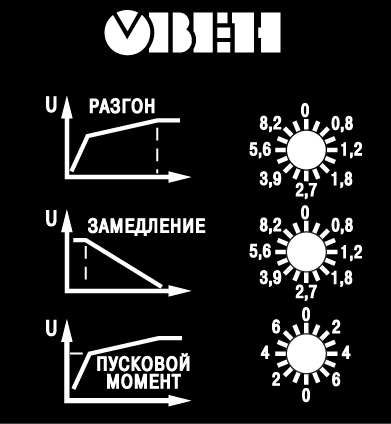 ОВЕН
U РАЗГОН
0
8,2 0,8
5,6 1,2
3,9 1,8
2,7
U ЗАМЕДЛЕНИЕ
0
8,2 0,8
5,6 1,2
3,9 1,8
2,7
U
ПУСКОВОЙ
МОМЕНТ
0
6 2
4 4
2 6
0